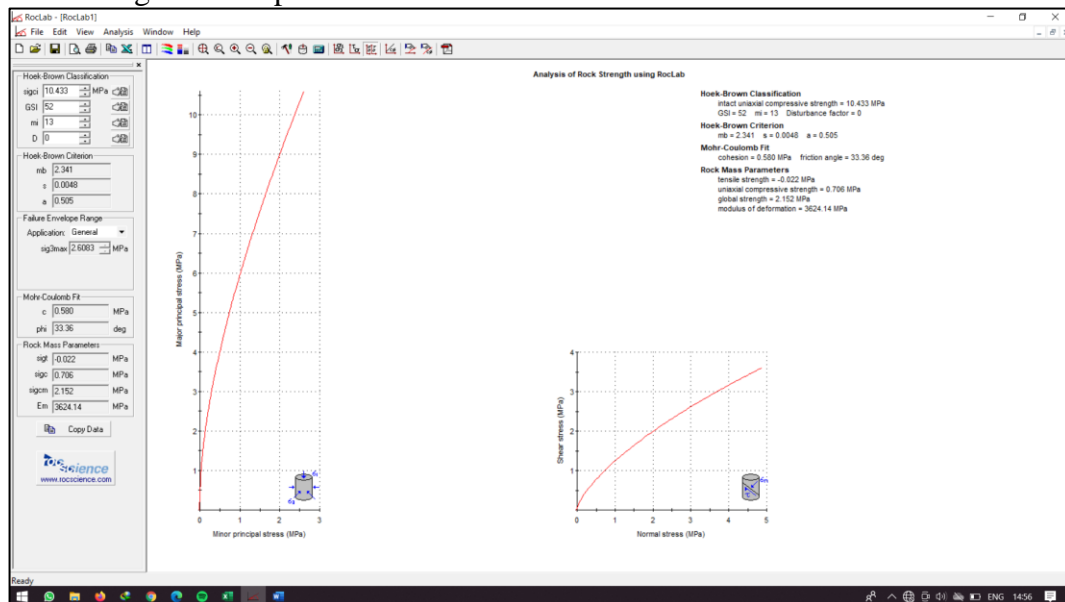 RocLab - [RocLab1]
File Edit View Analysis Window Help
Hoek-Brown Classification
sigci 10.433 MPa
GSI 52
mi 13
D 0
Hoek-Brown Criterion
mb 2.341
s 0.0048
a 0.505
Failure Envelope Range
Application: General
sig3max 2.6083 MPa
Mohr-Coulomb Fit
c 0.580 MPa
phi 33.36 deg
Rock Mass Parameters
sigt -0.022 MPa
sigc 0.706 MPa
sigcm 2.152 MPa
Em 3624.14 MPa
Copy Data
rocscience
www.rocscience.com
Analysis of Rock Strength using RocLab
Hoek-Brown Classification
intact uniaxial compressive strength = 10.433 MPa
GSI = 52 mi = 13 Disturbance factor = 0
Hoek-Brown Criterion
mb = 2.341 s = 0.0048 a = 0.505
Mohr-Coulomb Fit
cohesion = 0.580 MPa friction angle = 33.36 deg
Rock Mass Parameters
tensile strength = -0.022 MPa
uniaxial compressive strength = 0.706 MPa
global strength = 2.152 MPa
modulus of deformation = 3624.14 MPa
Major principal stress (MPa)
10
9
8
7
6
5
4
3
2
1
0 1 2 3
Minor principal stress (MPa)
Shear stress (MPa)
4
3
2
1
0 1 2 3 4 5
Normal stress (MPa)
Ready
ENG 14:56